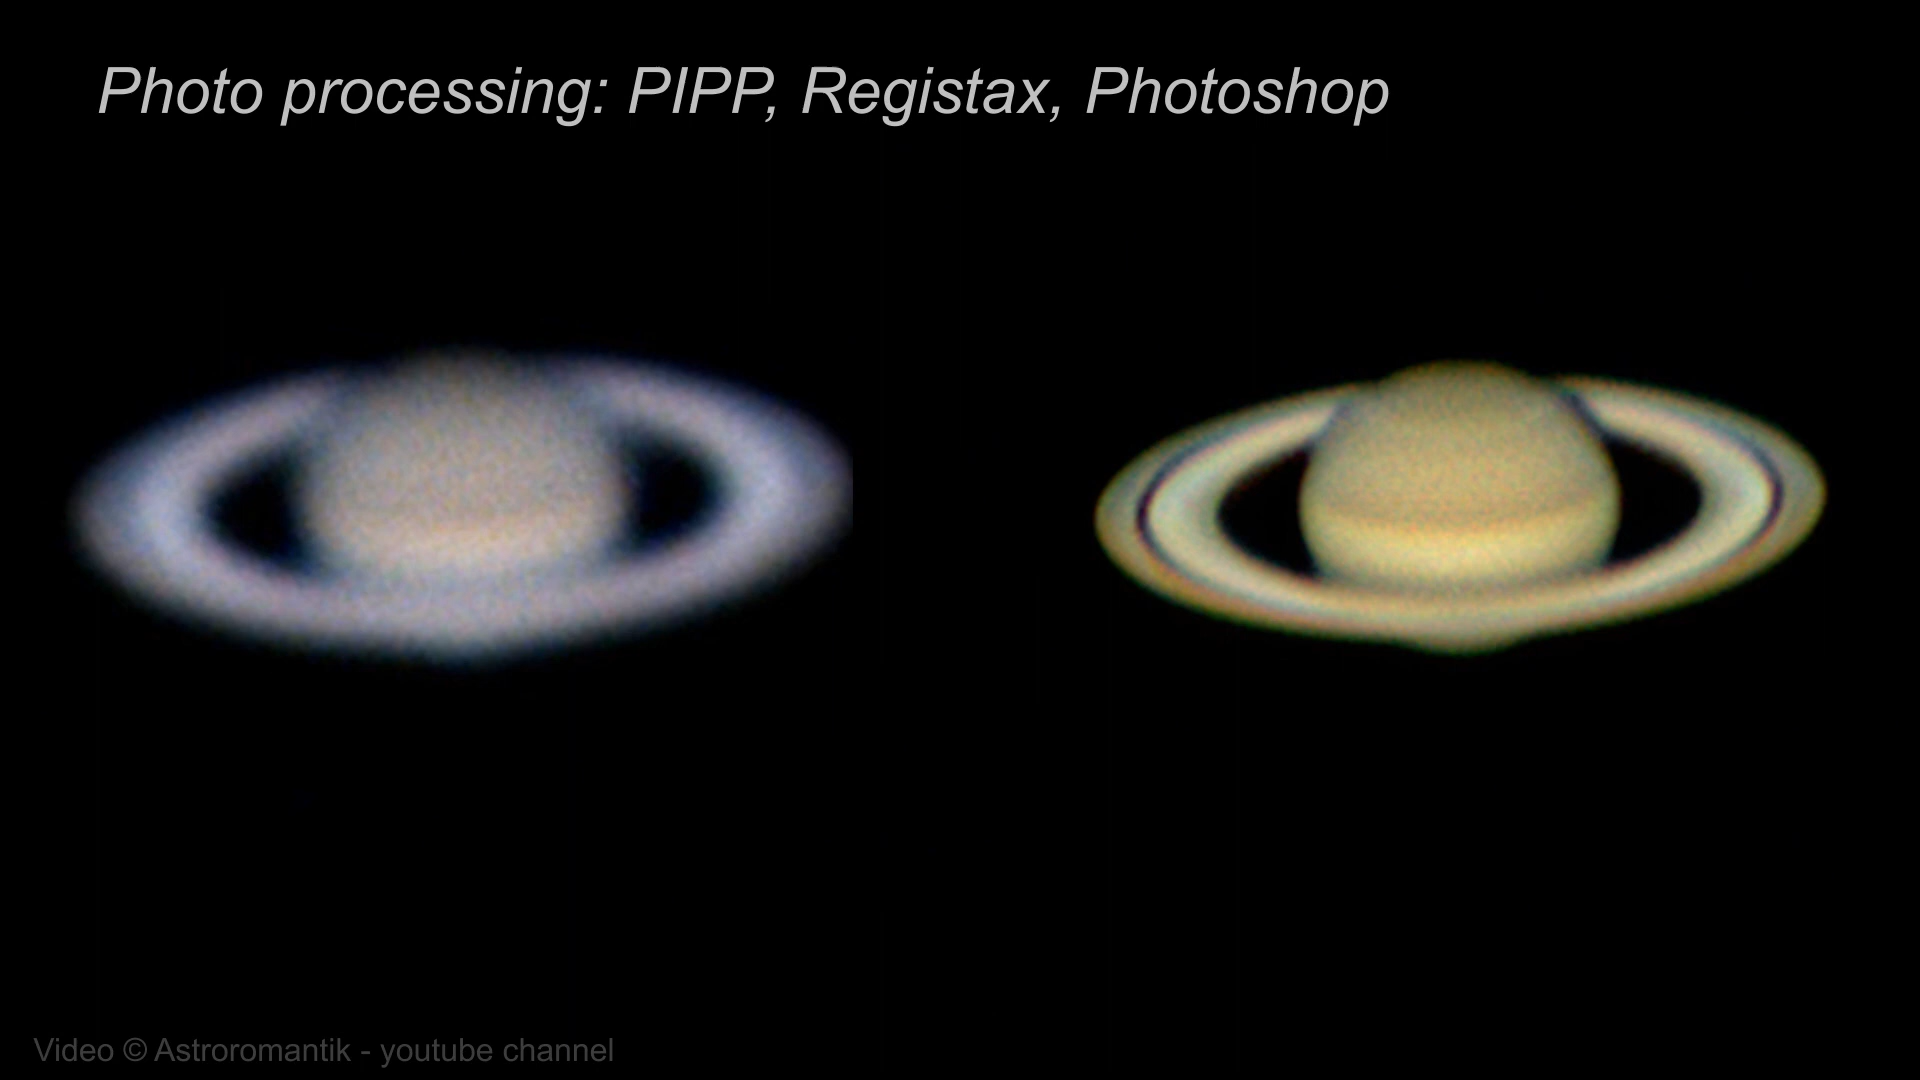 Photo processing: PIPP, Registax, Photoshop
Video © Astroromantik - youtube channel